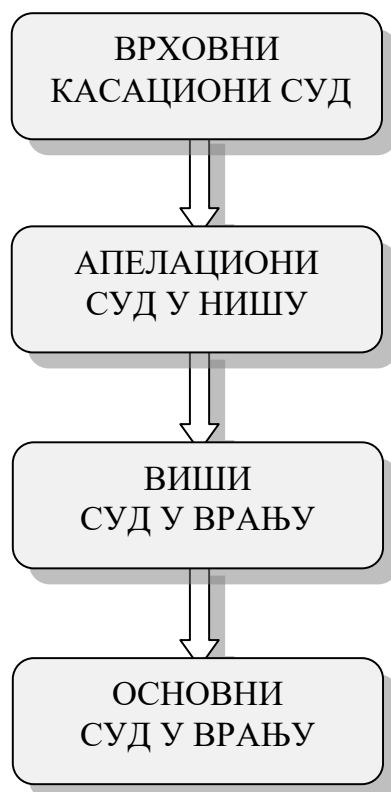 ВРХОВНИ
КАСАЦИОНИ СУД
АПЕЛАЦИОНИ
СУД У НИШУ
ВИШИ
СУД У ВРАЊУ
ОСНОВНИ
СУД У ВРАЊУ